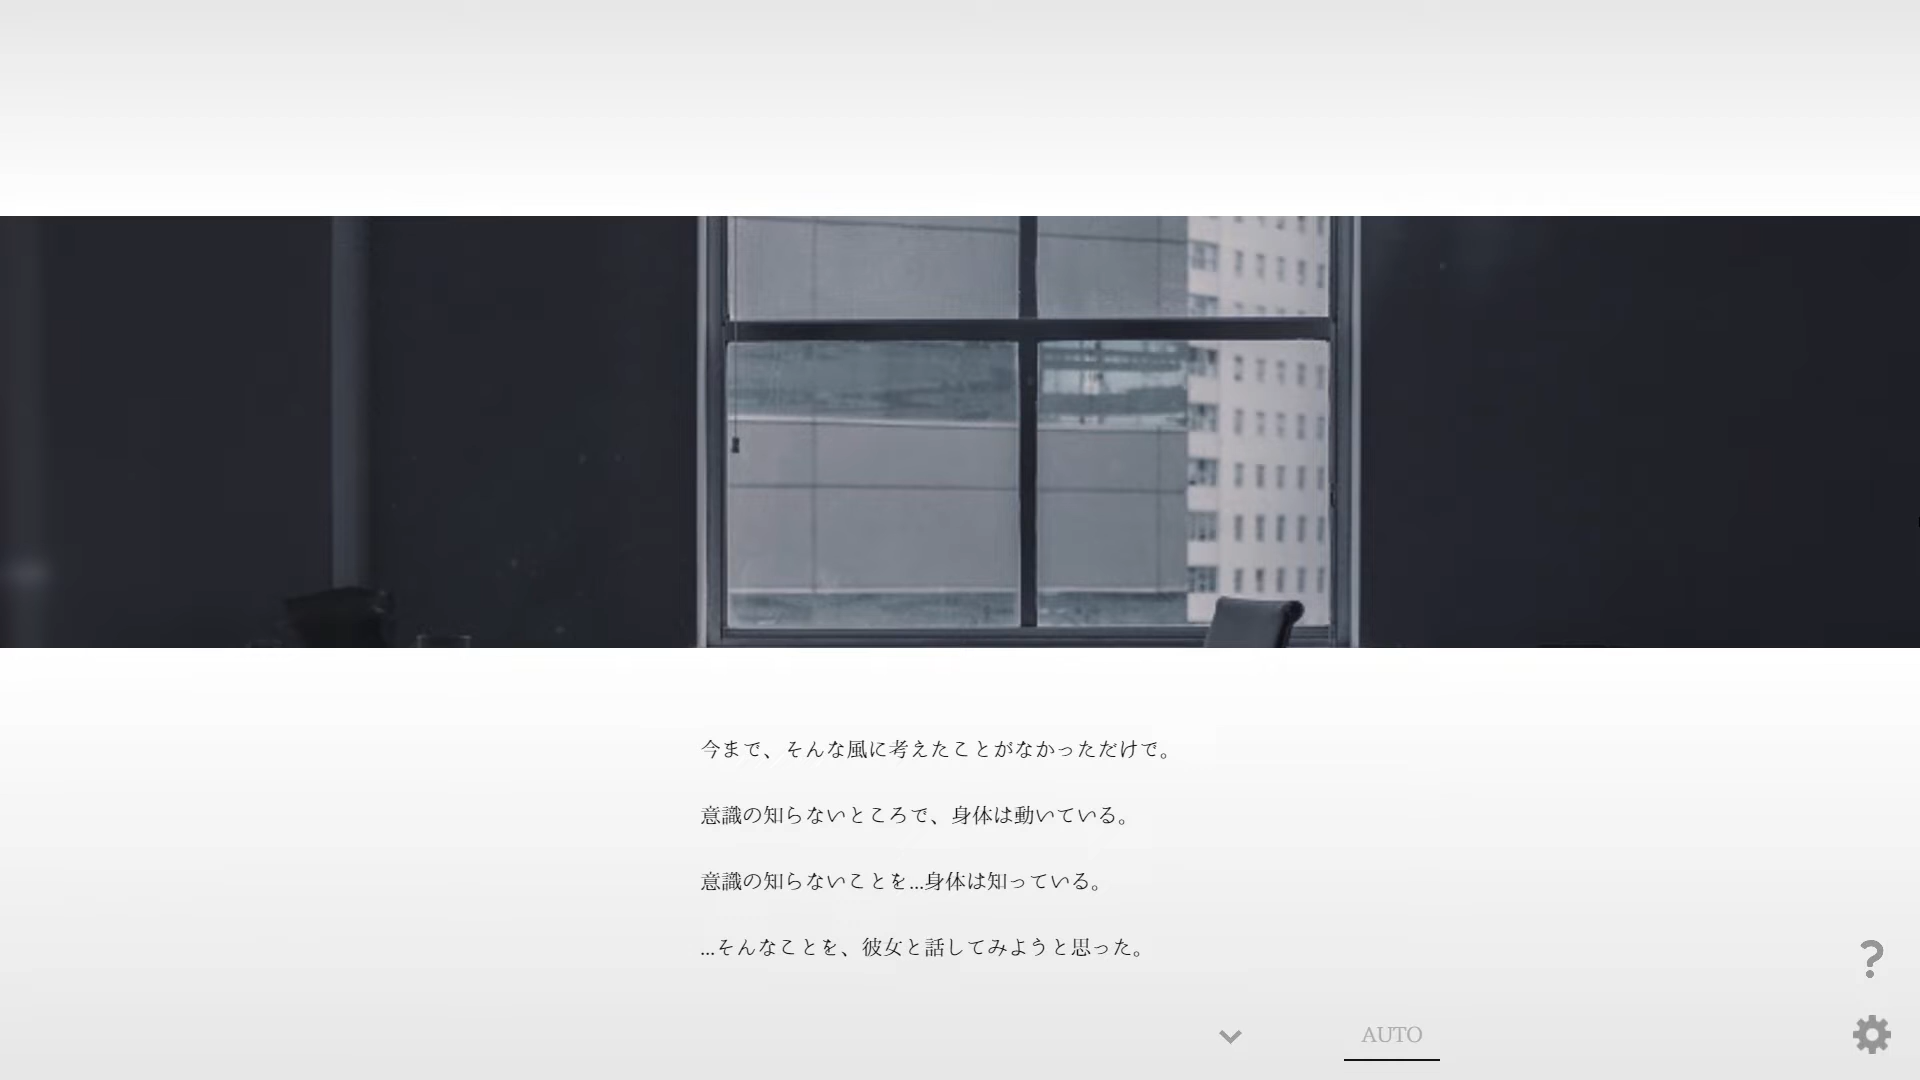 今まで、そんな風に考えたことがなかっただけで。
意識の知らないところで、身体は動いている。
意識の知らないことを...身体は知っている。
...そんなことを、彼女と話してみようと思った。
AUTO
?